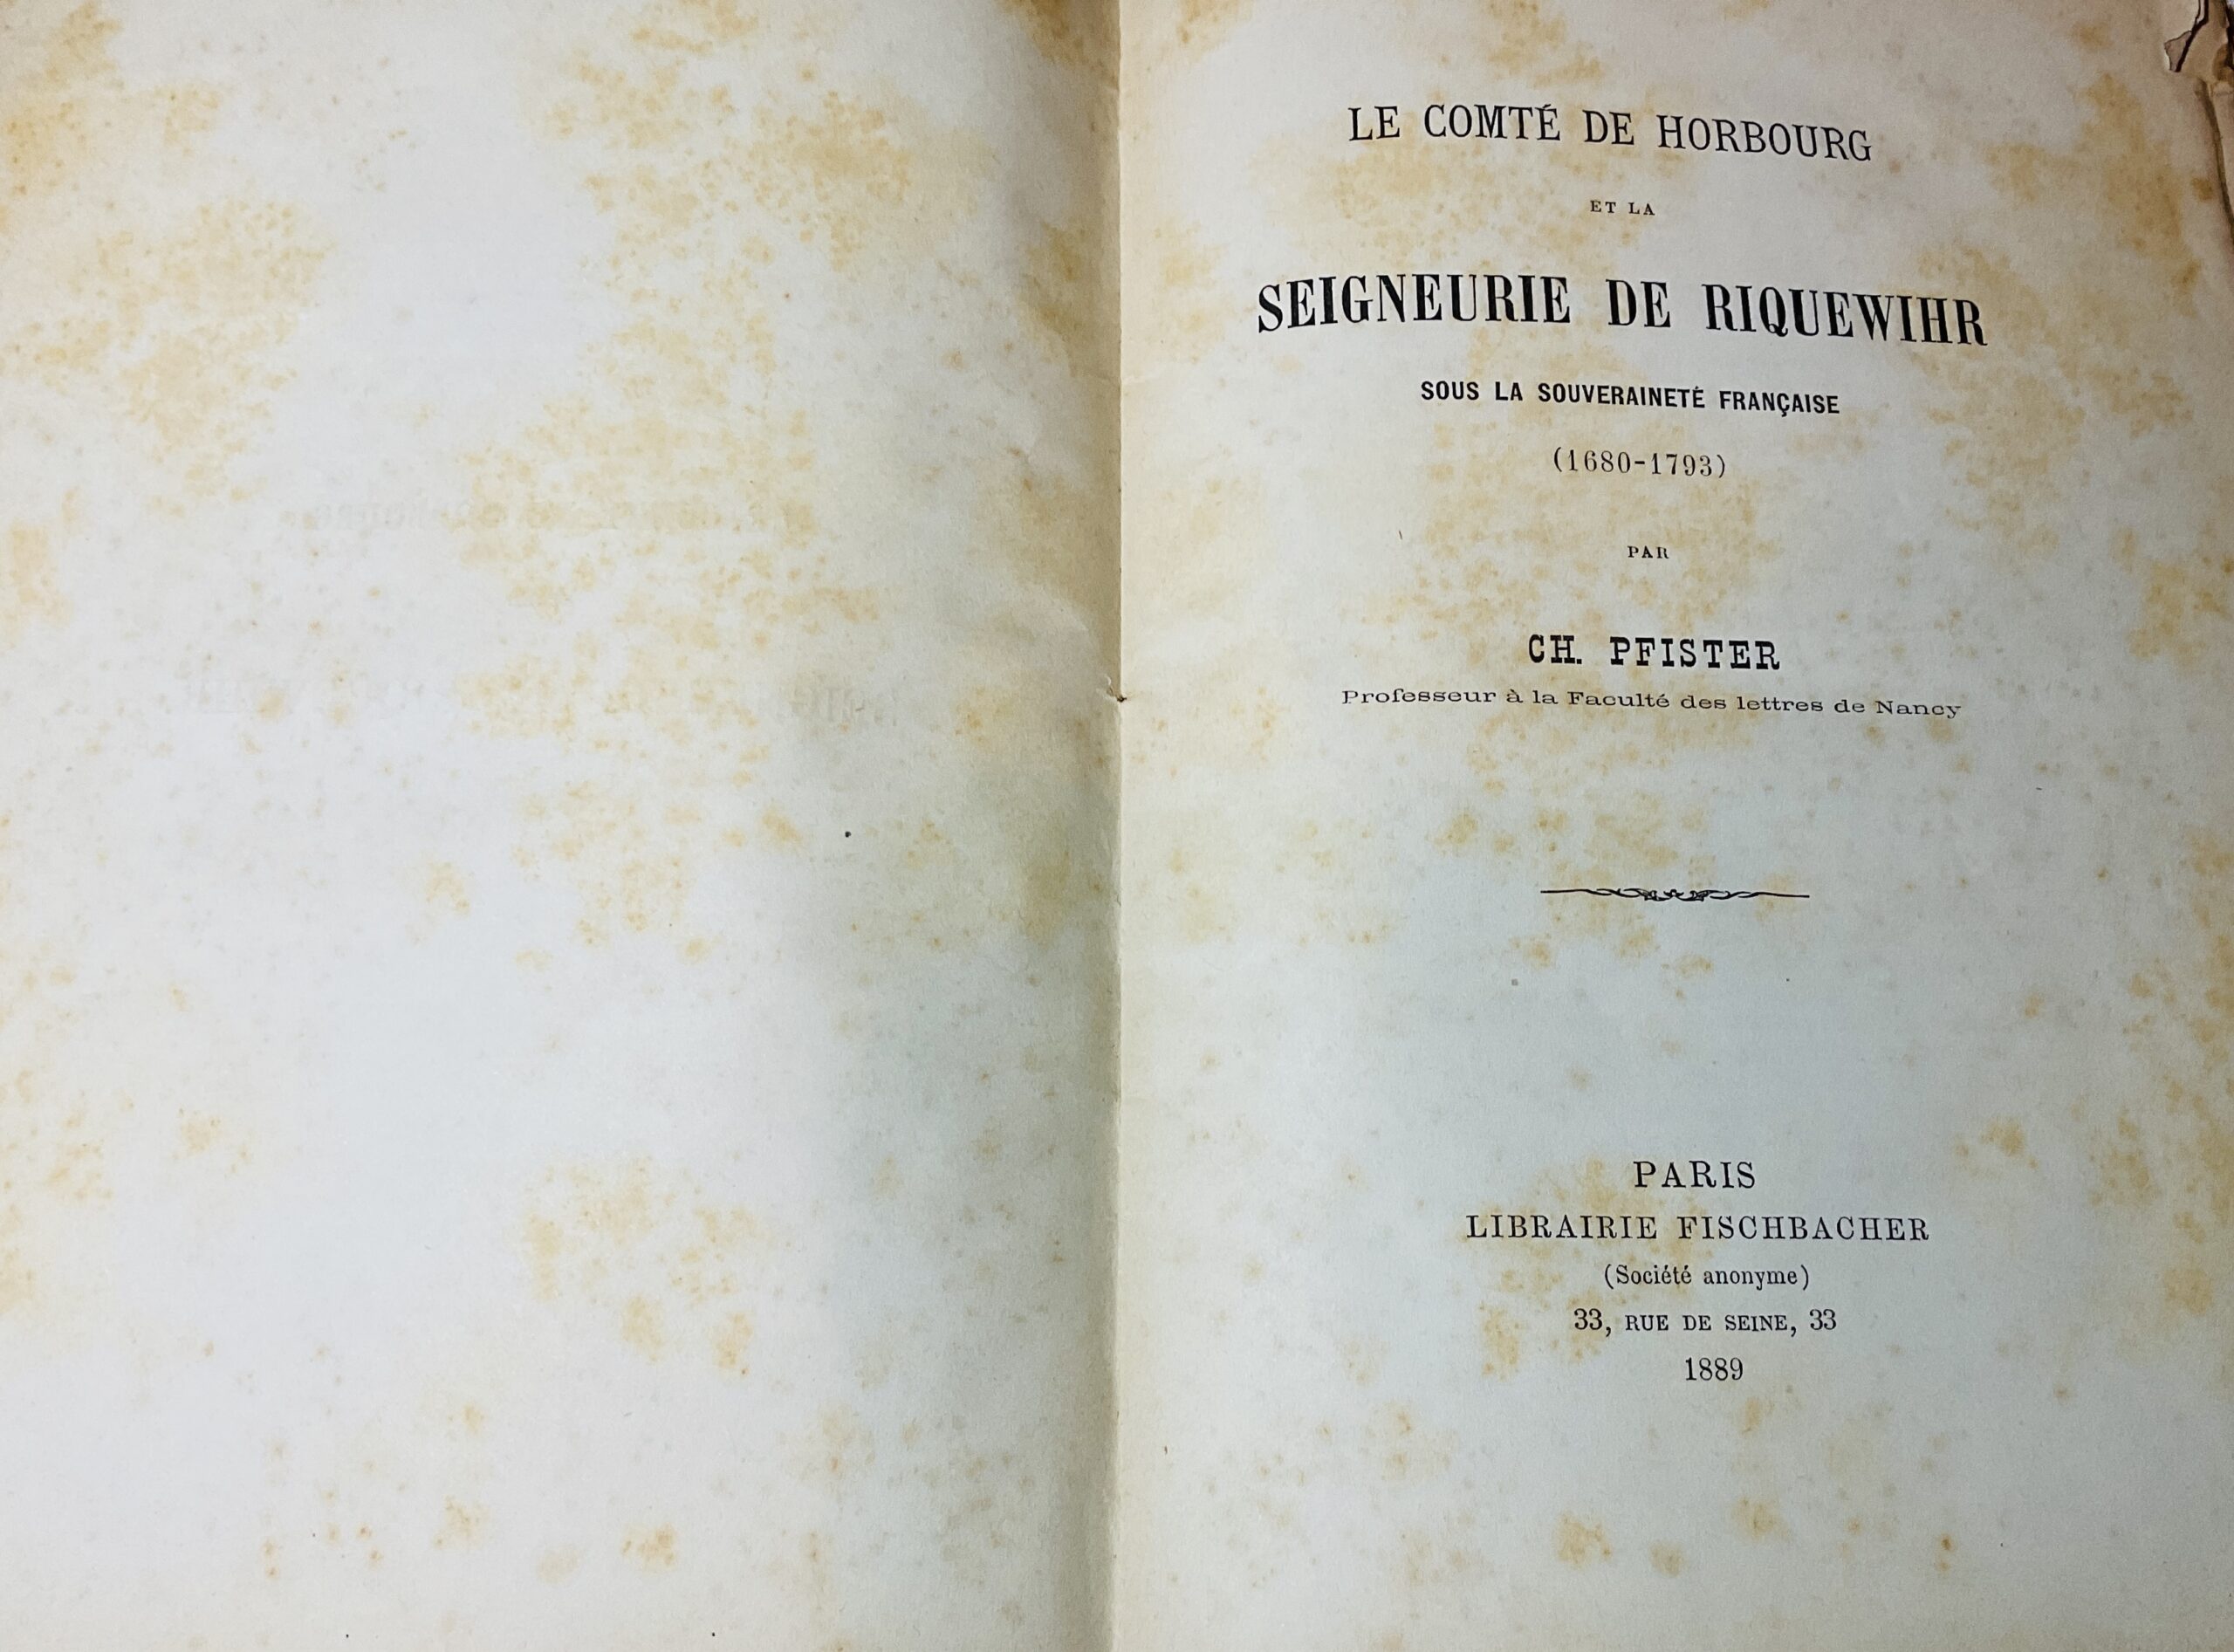 LE COMTÉ DE HORBOURG
ET LA
SEIGNEURIE DE RIQUEWIHR
SOUS LA SOUVERAINETÉ FRANÇAISE
(1680-1793)
PAR
CH. PFISTER
Professeur à la Faculté des lettres de Nancy
PARIS
LIBRAIRIE FISCHBACHER
(Société anonyme)
33, RUE DE SEINE, 33
1889